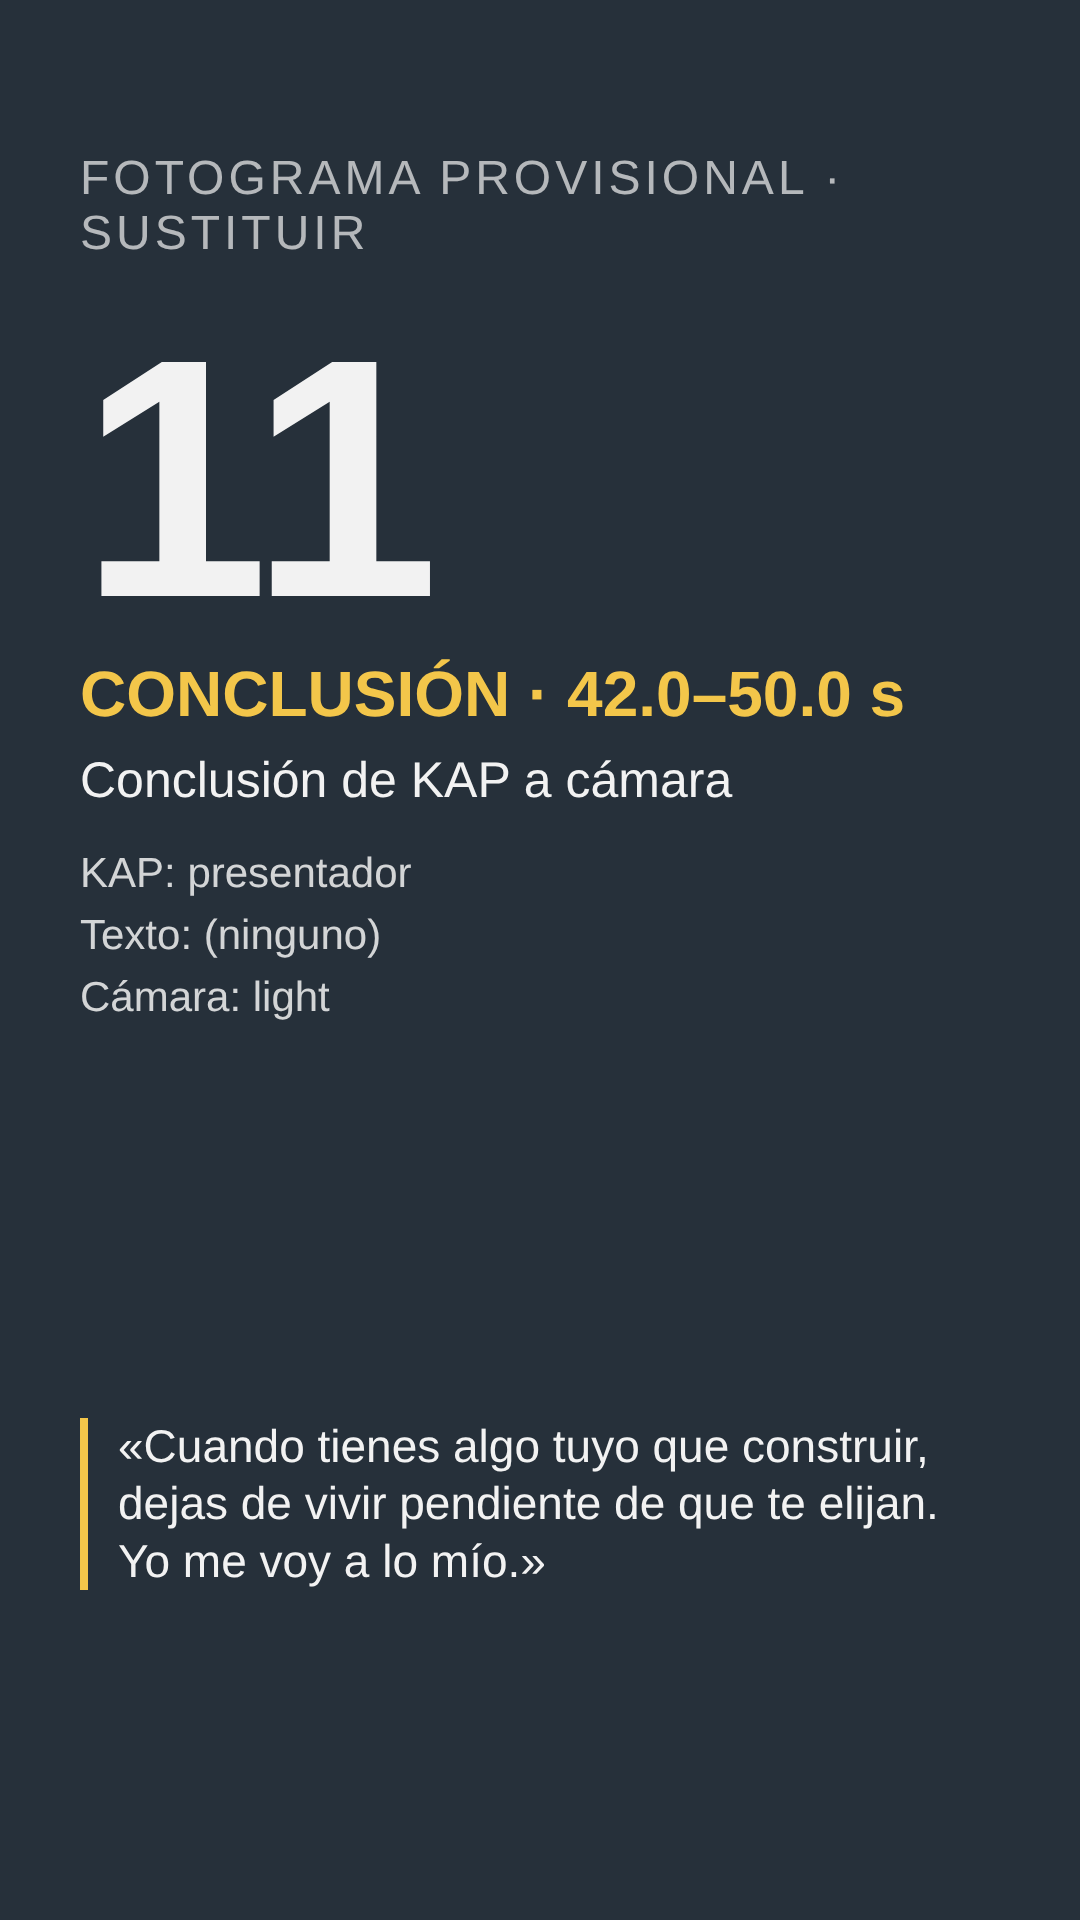 FOTOGRAMA PROVISIONAL ·
SUSTITUIR
11
CONCLUSIÓN · 42.0–50.0 s
Conclusión de KAP a cámara
KAP: presentador
Texto: (ninguno)
Cámara: light
«Cuando tienes algo tuyo que construir,
dejas de vivir pendiente de que te elijan.
Yo me voy a lo mío.»